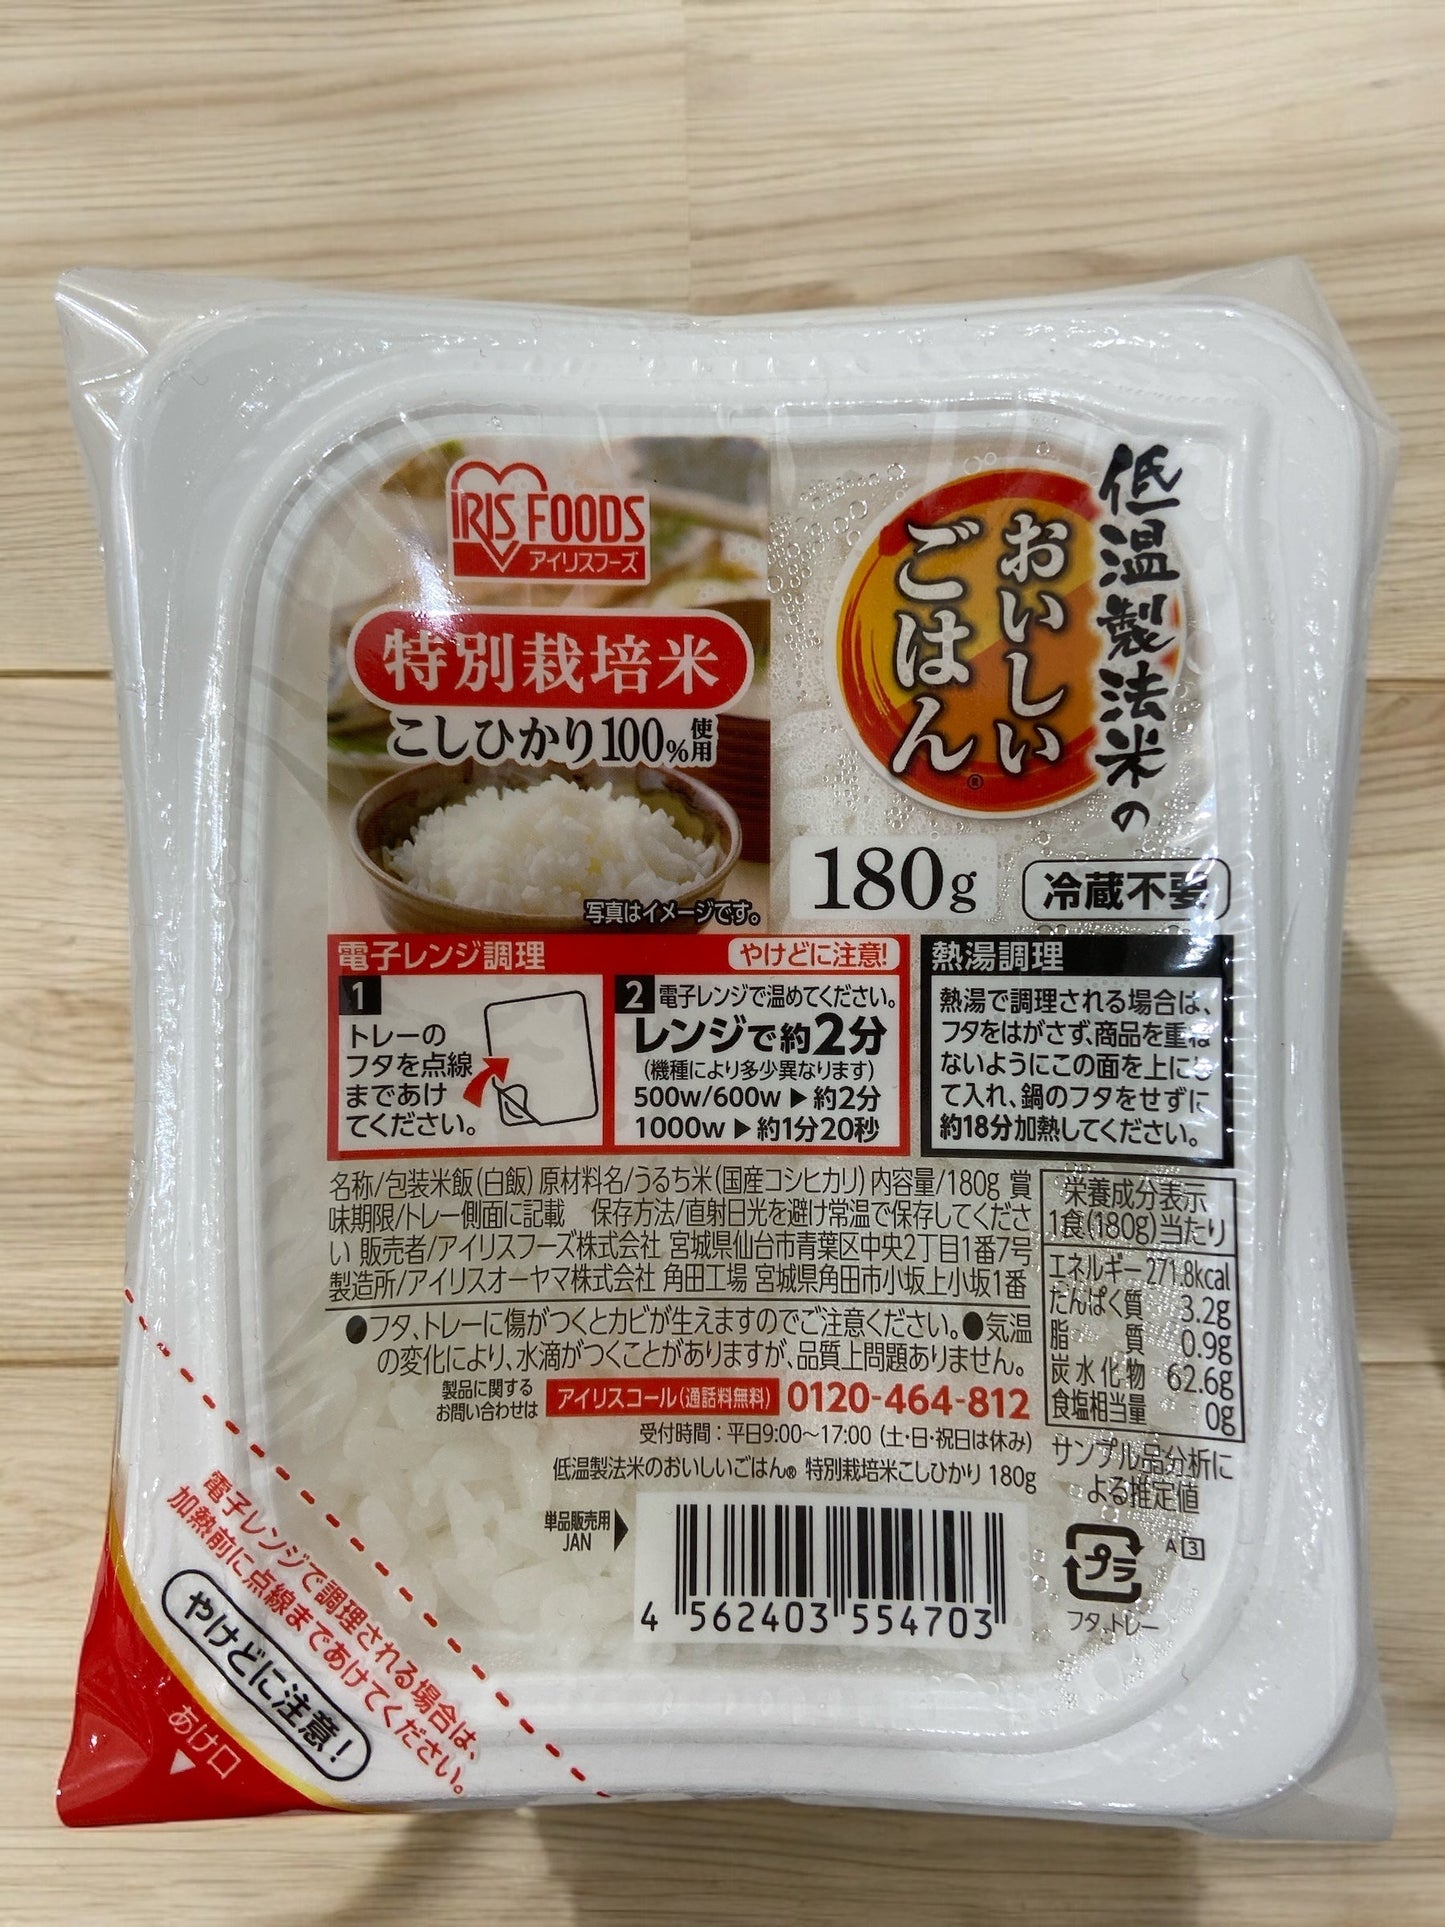 IRIS FOODS
アイリスフーズ
特別栽培米
こしひかり100%使用
写真はイメージです。
低温製法米の
おいしい
ごはん®
180g
冷蔵不要
電子レンジ調理
やけどに注意!
1
トレーの
フタを点線
まであけ
てください。
2 電子レンジで温めてください。
レンジで約2分
(機種により多少異なります)
500w/600w▶約2分
1000w▶約1分20秒
熱湯調理
熱湯で調理される場合は、
フタをはがさず、商品を重ね
ないようにこの面を上にし
て入れ、鍋のフタをせずに
約18分加熱してください。
名称/包装米飯(白飯) 原材料名/うるち米(国産コシヒカリ) 内容量/180g 賞
味期限/トレー側面に記載 保存方法/直射日光を避け常温で保存してくださ
い 販売者/アイリスフーズ株式会社 宮城県仙台市青葉区中央2丁目1番7号
製造所/アイリスオーヤマ株式会社 角田工場 宮城県角田市小坂上小坂1番
●フタ、トレーに傷がつくとカビが生えますのでご注意ください。●気温
の変化により、水滴がつくことがありますが、品質上問題ありません。
製品に関する
お問い合わせは
アイリスコール(通話料無料) 0120-464-812
受付時間:平日9:00～17:00 (土・日・祝日は休み)
低温製法米のおいしいごはん® 特別栽培米こしひかり 180g
栄養成分表示
1食(180g)当たり
エネルギー 271.8kcal
たんぱく質 3.2g
脂質 0.9g
炭水化物 62.6g
食塩相当量 0g
サンプル品分析に
よる推定値
単品販売用
JAN
4 562403 554703
プラ
A 3
フタ、トレー
電子レンジで調理される場合は、
加熱前に点線まであけてください。
やけどに注意!
あけ口